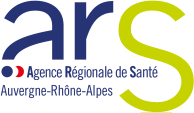 ars
Agence Régionale de Santé
Auvergne-Rhône-Alpes